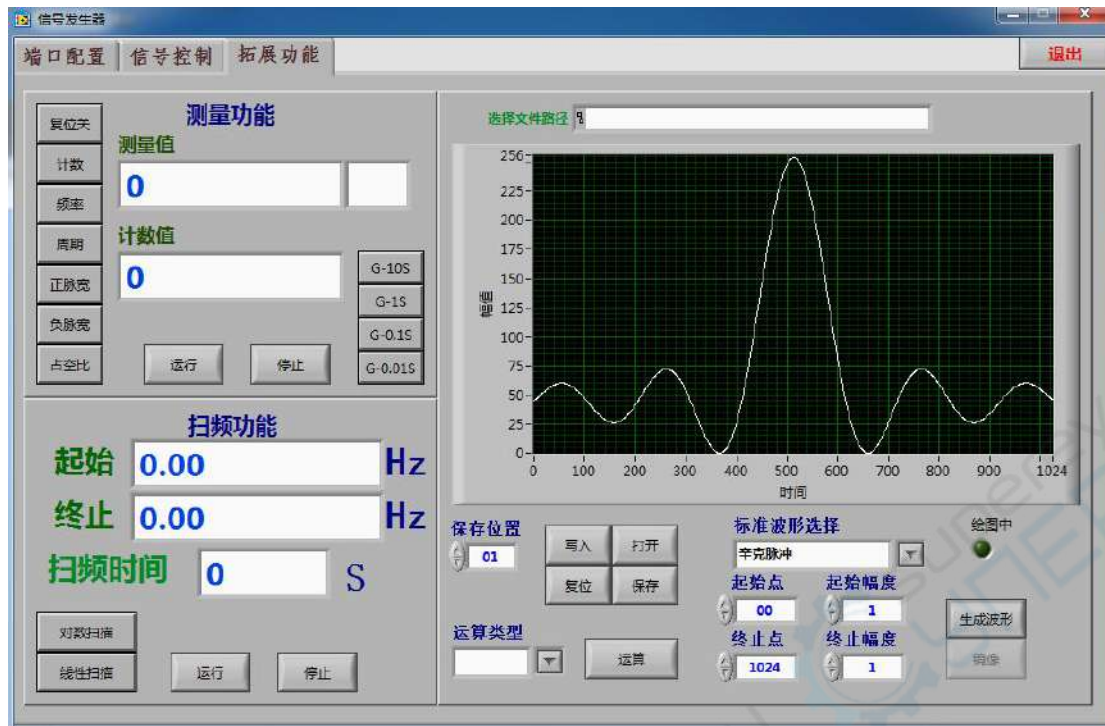 信号发生器
端口配置 信号控制 拓展功能 退出
测量功能
复位关
计数
频率
周期
正脉宽
负脉宽
占空比
测量值
0
计数值
0
G-10S
G-1S
G-0.1S
G-0.01S
运行 停止
扫频功能
起始 0.00 Hz
终止 0.00 Hz
扫频时间 0 S
对数扫描
线性扫描
运行 停止
选择文件路径
256
225
200
175
150
125
100
75
50
25
0
幅值
0 100 200 300 400 500 600 700 800 900 1024
时间
保存位置
01
写入 打开
复位 保存
运算类型
运算
标准波形选择
辛克脉冲
起始点 起始幅度
00 1
终止点 终止幅度
1024 1
绘图中
生成波形
镜像